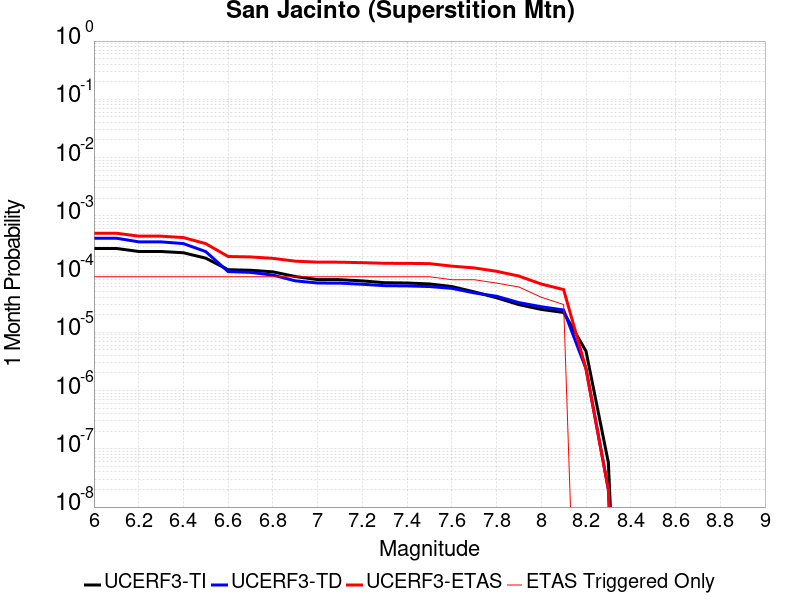 San Jacinto (Superstition Mtn)
10^0
10^-1
10^-2
10^-3
10^-4
10^-5
10^-6
10^-7
10^-8
1 Month Probability
6 6.2 6.4 6.6 6.8 7 7.2 7.4 7.6 7.8 8 8.2 8.4 8.6 8.8 9
Magnitude
UCERF3-TI UCERF3-TD UCERF3-ETAS ETAS Triggered Only